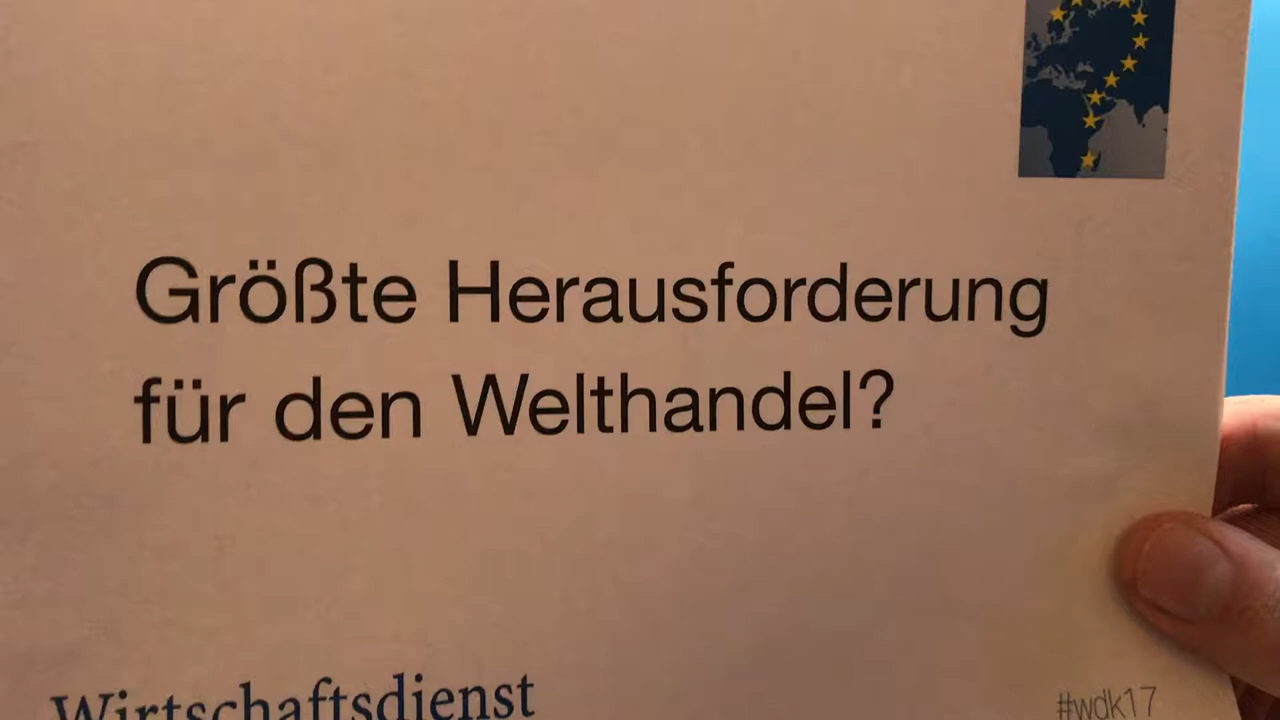 Größte Herausforderung
für den Welthandel?
Wirtschaftsdienst
#wdk17